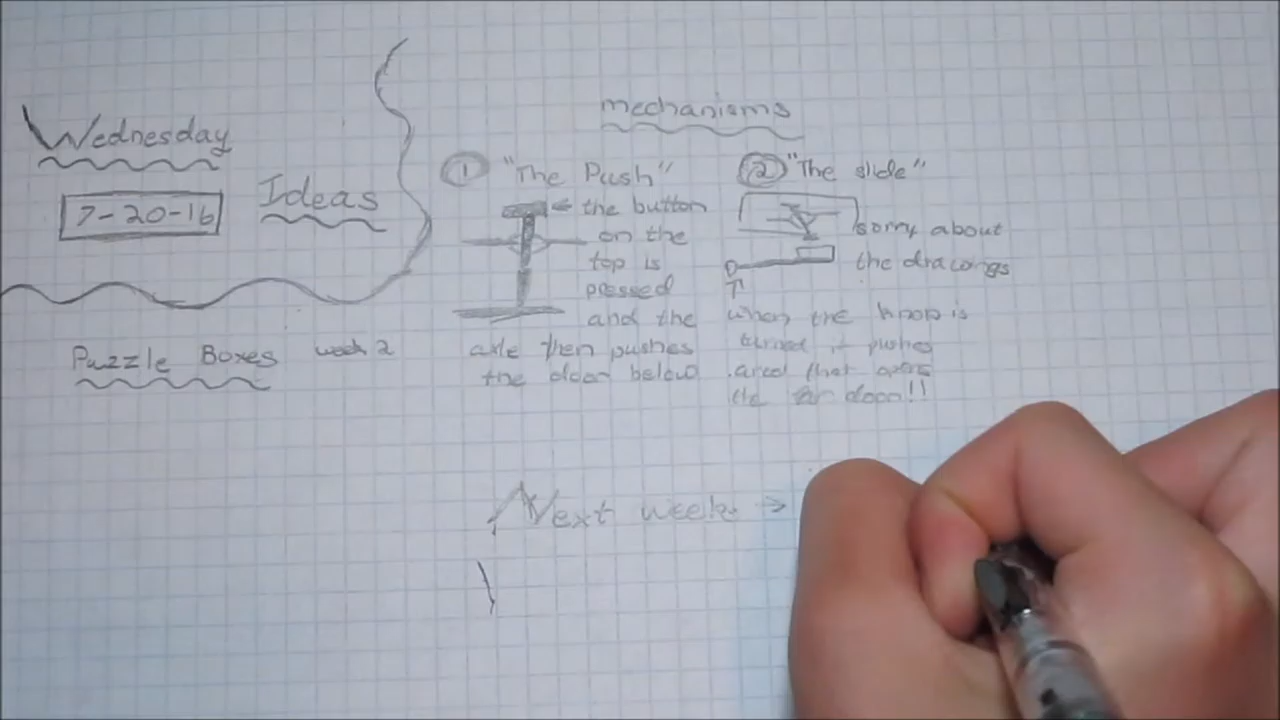 Wednesday
7-20-16
Ideas
Puzzle Boxes week 2
mechanisms
1 "The Push"
the button
on the
top is
pressed
and the
axle then pushes
the door below
2 "The slide"
sorry about
the drawings
when the knob is
turned it pushes
a rod that opens
the door!!
Next week →